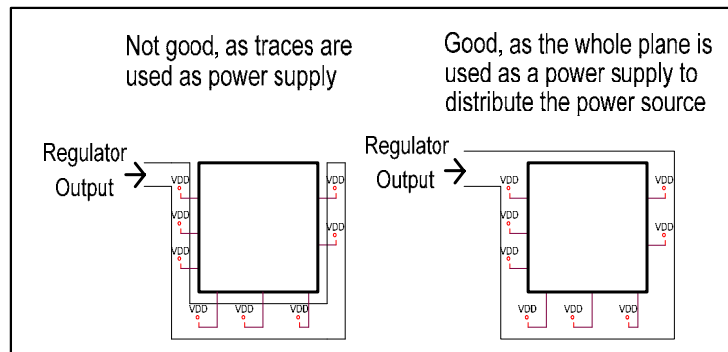 Not good, as traces are
used as power supply
Regulator
Output
VDD
VDD
VDD
VDD
VDD
VDD
VDD
VDD
Good, as the whole plane is
used as a power supply to
distribute the power source
Regulator
Output
VDD
VDD
VDD
VDD
VDD
VDD
VDD
VDD